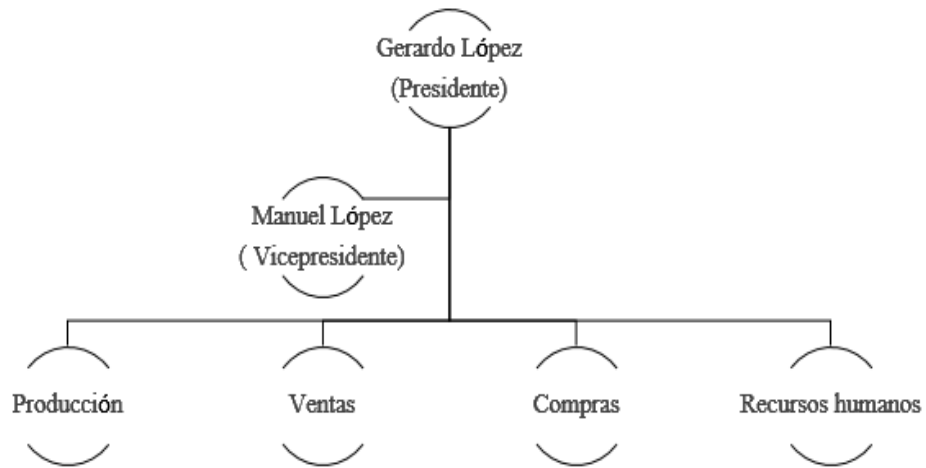 Gerardo López
(Presidente)
Manuel López
( Vicepresidente)
Producción
Ventas
Compras
Recursos humanos